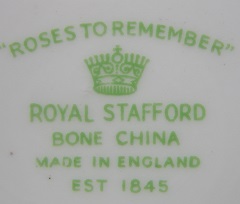 "ROSES TO REMEMBER"
ROYAL STAFFORD
BONE CHINA
MADE IN ENGLAND
EST 1845